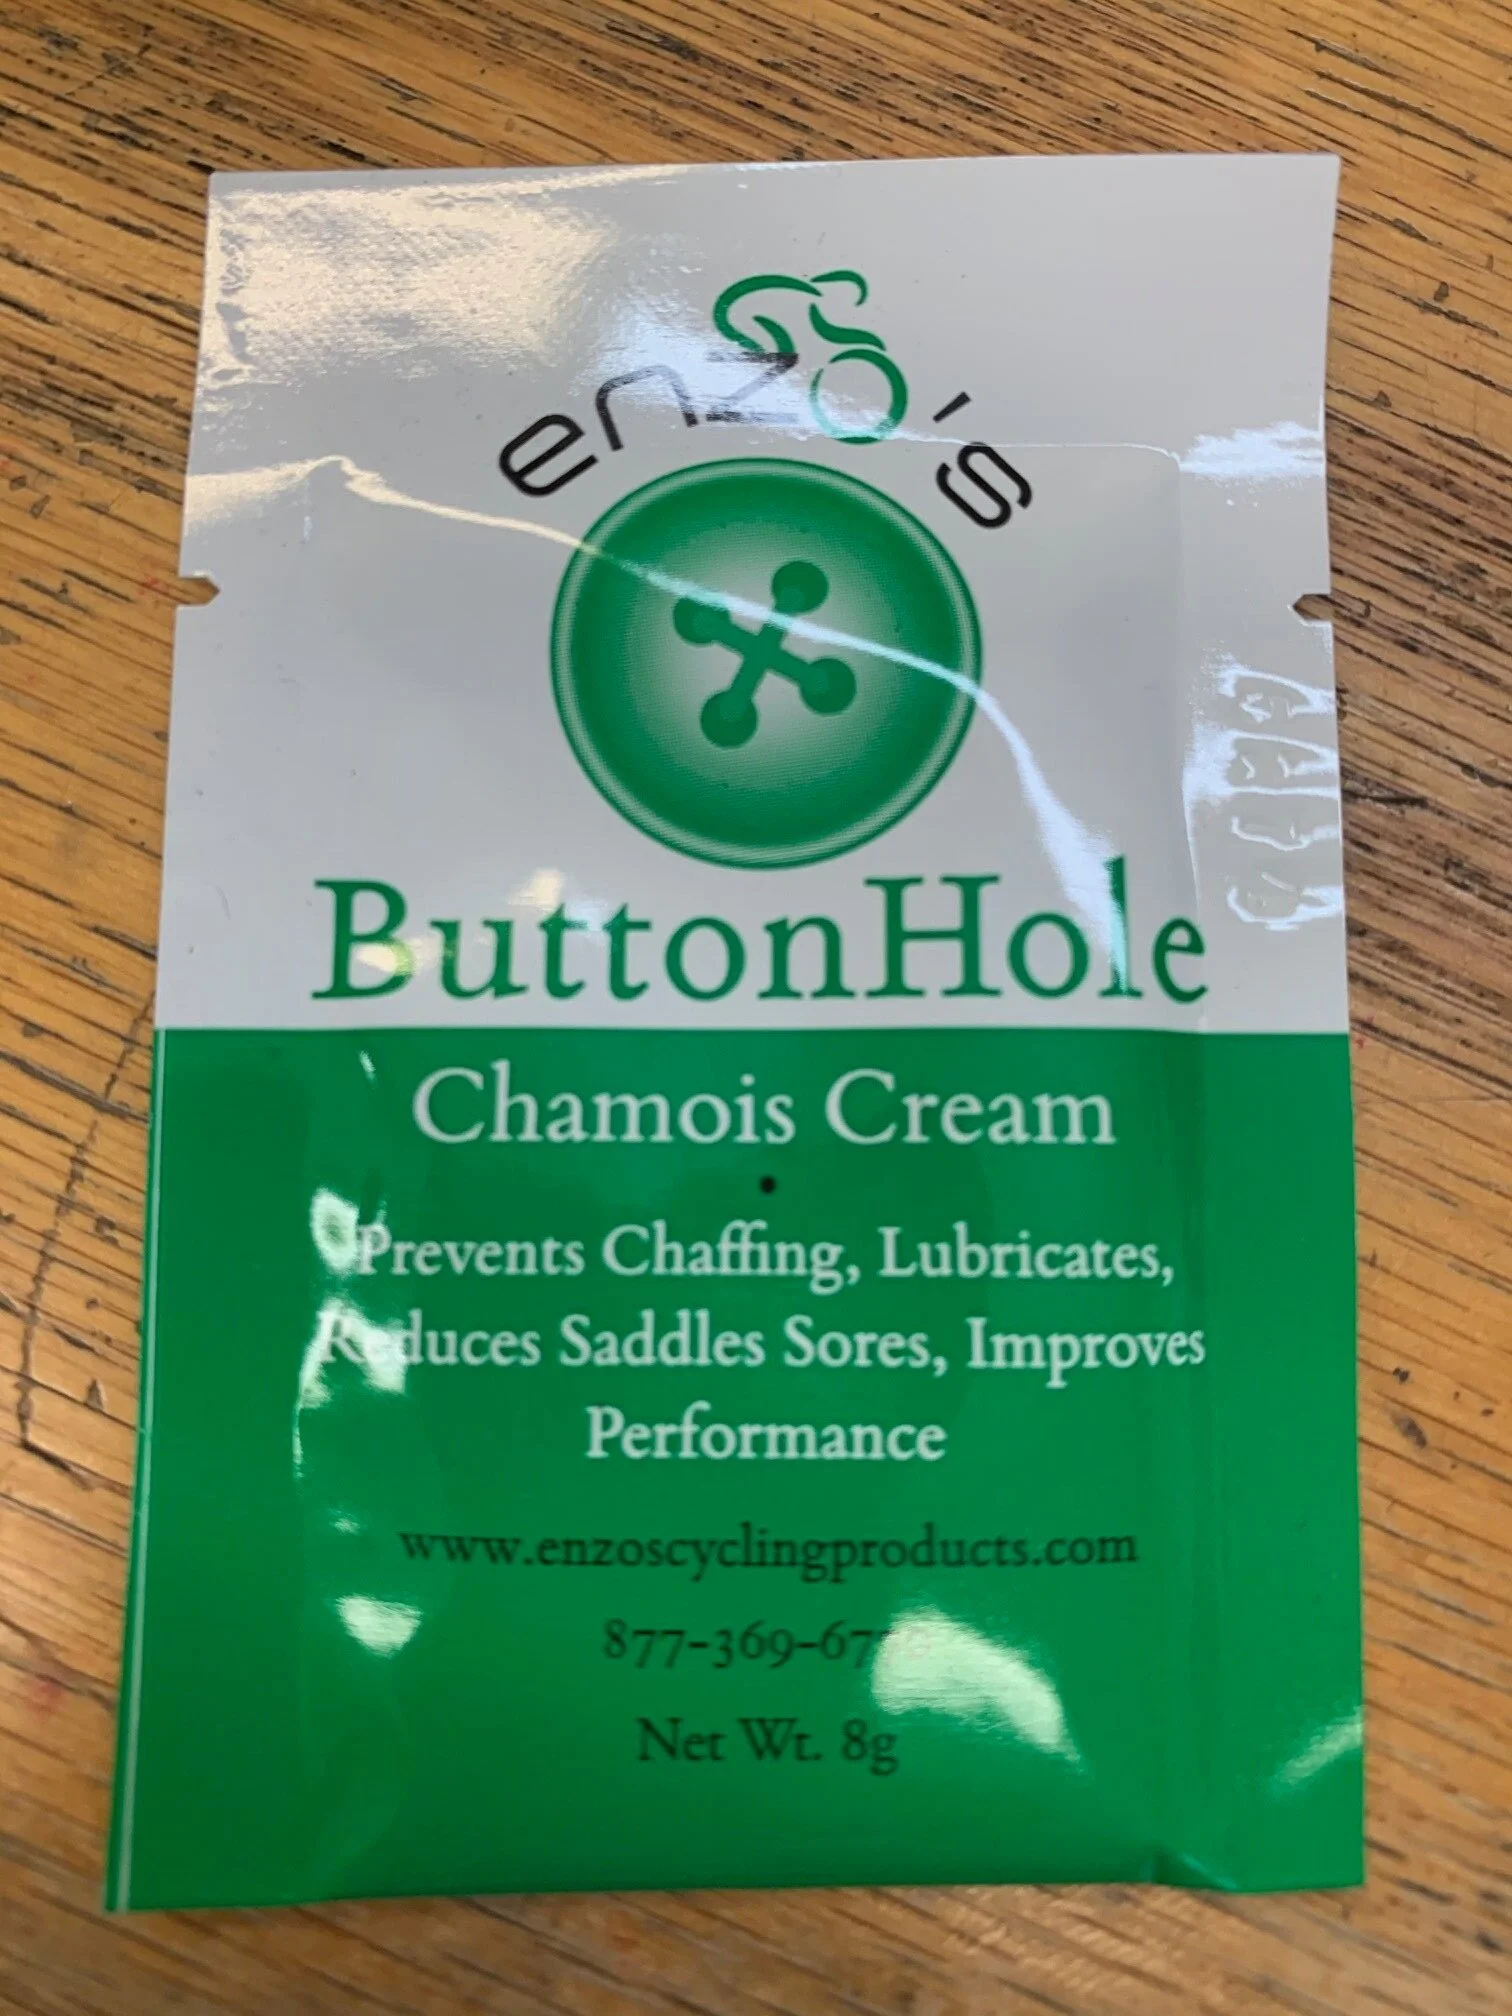 enzo's
ButtonHole
Chamois Cream
•
Prevents Chaffing, Lubricates,
Reduces Saddles Sores, Improves
Performance
www.enzoscyclingproducts.com
Net Wt. 8g